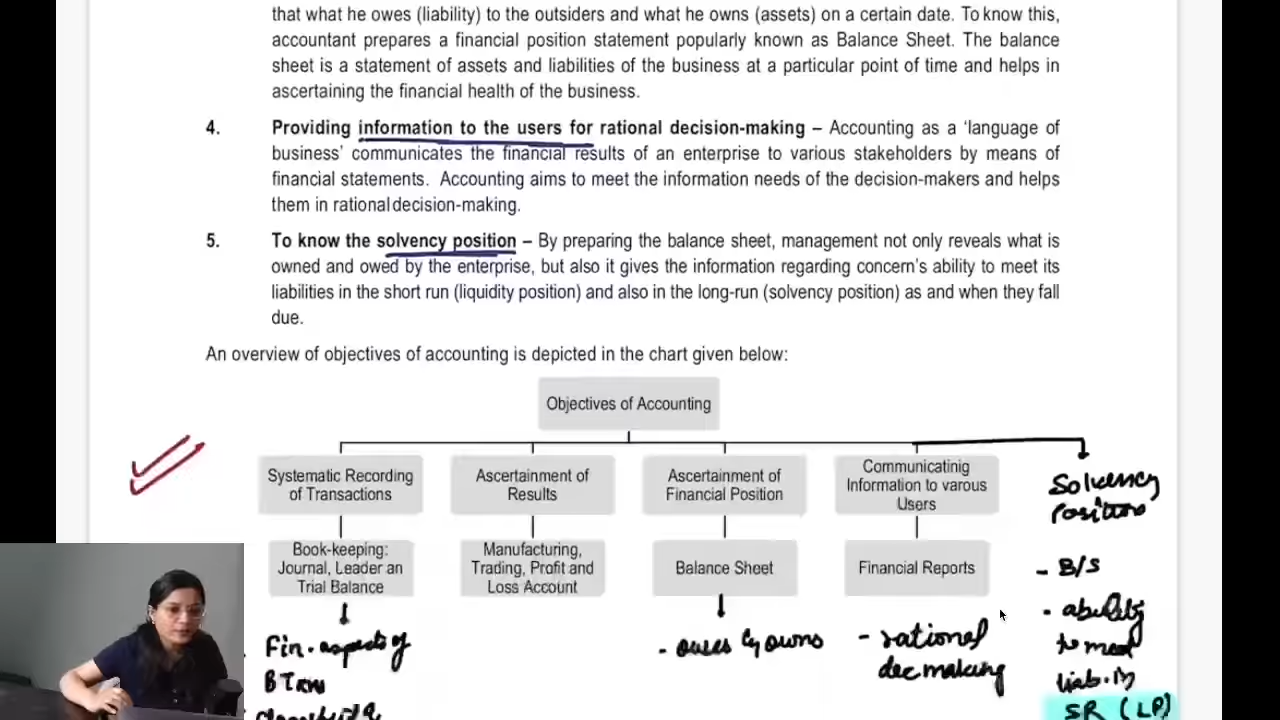 that what he owes (liability) to the outsiders and what he owns (assets) on a certain date. To know this,
accountant prepares a financial position statement popularly known as Balance Sheet. The balance
sheet is a statement of assets and liabilities of the business at a particular point of time and helps in
ascertaining the financial health of the business.
4. Providing information to the users for rational decision-making – Accounting as a 'language of
business' communicates the financial results of an enterprise to various stakeholders by means of
financial statements. Accounting aims to meet the information needs of the decision-makers and helps
them in rational decision-making.
5. To know the solvency position – By preparing the balance sheet, management not only reveals what is
owned and owed by the enterprise, but also it gives the information regarding concern's ability to meet its
liabilities in the short run (liquidity position) and also in the long-run (solvency position) as and when they fall
due.
An overview of objectives of accounting is depicted in the chart given below:
Objectives of Accounting
Systematic Recording
of Transactions
Ascertainment of
Results
Ascertainment of
Financial Position
Communicatinig
Information to varous
Users
Solvency
Position
Book-keeping:
Journal, Leader an
Trial Balance
Manufacturing,
Trading, Profit and
Loss Account
Balance Sheet
Financial Reports
- B/S
- ability
to meet
liab.
Fin. aspects of
B
- owes & owns
- rational
dec making
SR (LP)